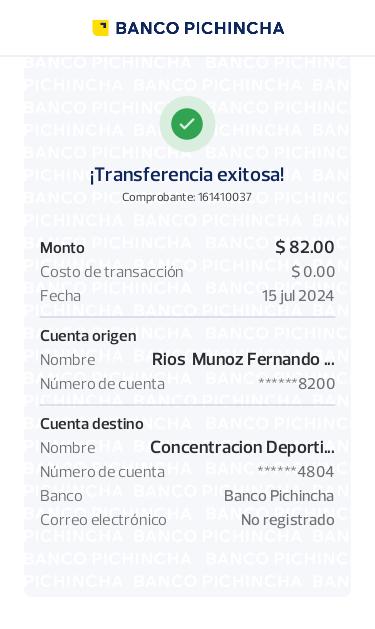 BANCO PICHINCHA
¡Transferencia exitosa!
Comprobante: 161410037
Monto $ 82.00
Costo de transacción $ 0.00
Fecha 15 jul 2024
Cuenta origen
Nombre Rios Munoz Fernando ...
Número de cuenta ******8200
Cuenta destino
Nombre Concentracion Deporti...
Número de cuenta ******4804
Banco Banco Pichincha
Correo electrónico No registrado